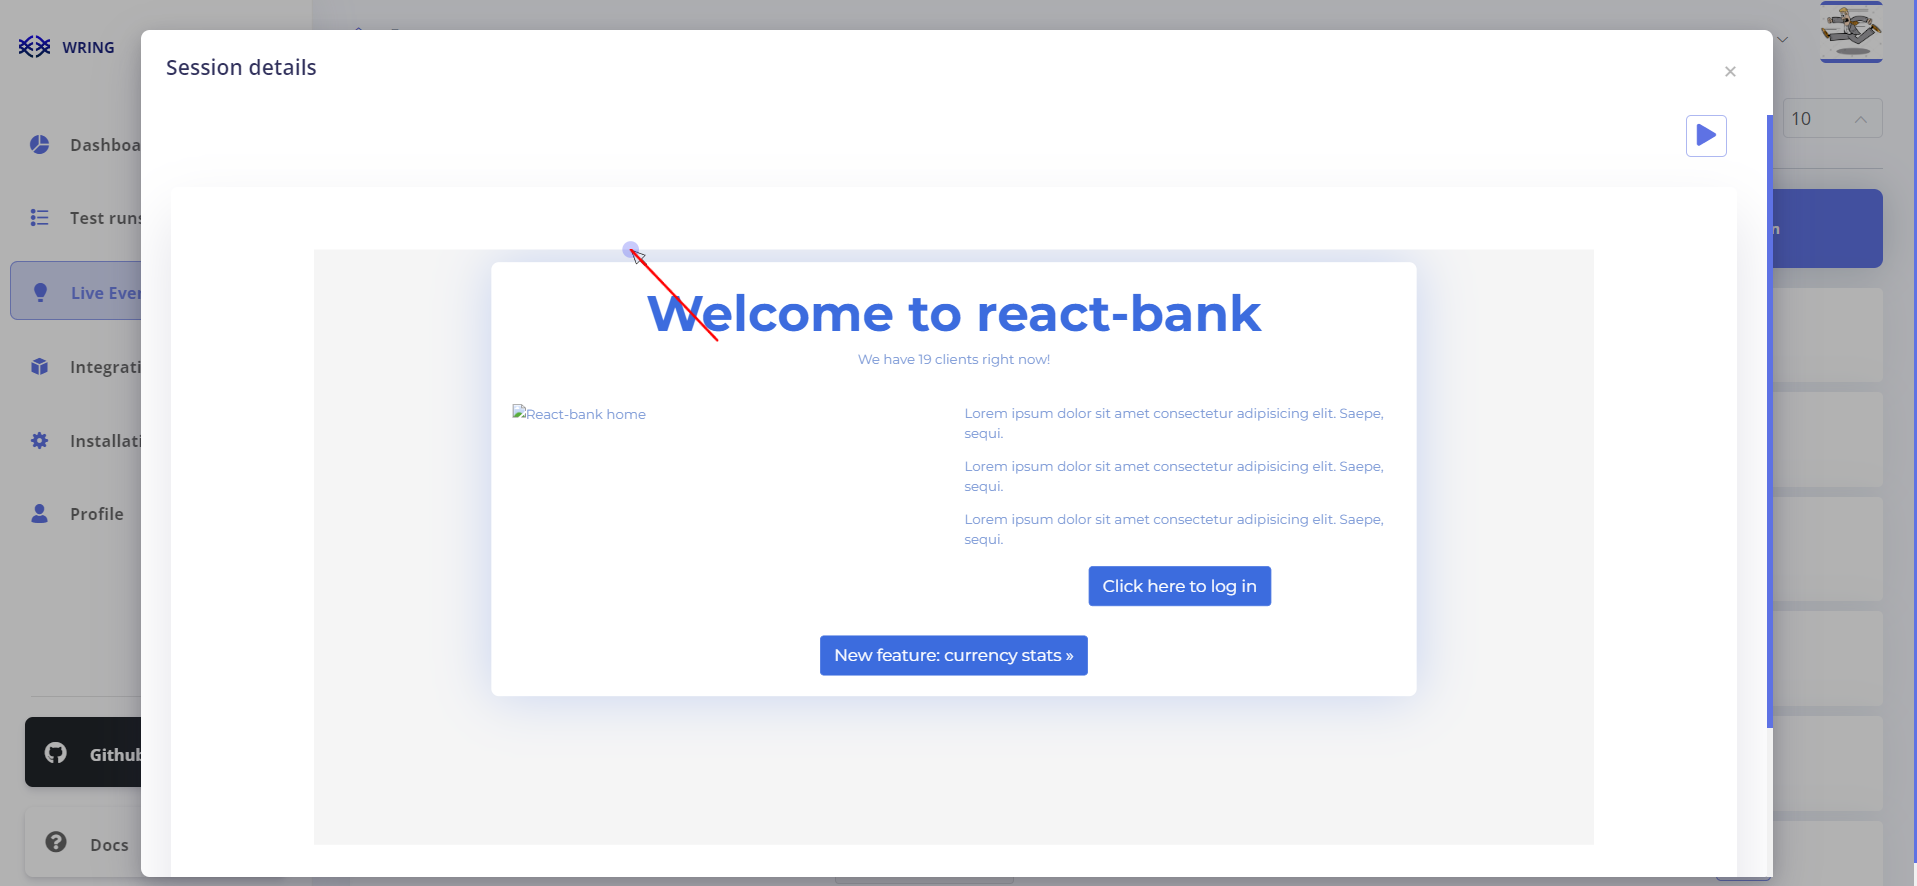 WRING
Session details
×
10
Dashboa
Test runs
Live Ever
Integrati
Installati
Profile
Github
Docs
Welcome to react-bank
We have 19 clients right now!
React-bank home
Lorem ipsum dolor sit amet consectetur adipisicing elit. Saepe,
sequi.
Lorem ipsum dolor sit amet consectetur adipisicing elit. Saepe,
sequi.
Lorem ipsum dolor sit amet consectetur adipisicing elit. Saepe,
sequi.
Click here to log in
New feature: currency stats »
n